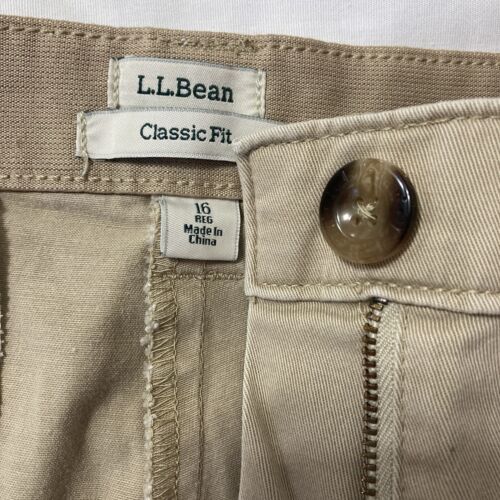 L.L.Bean
Classic Fit
16
REG
Made In
China